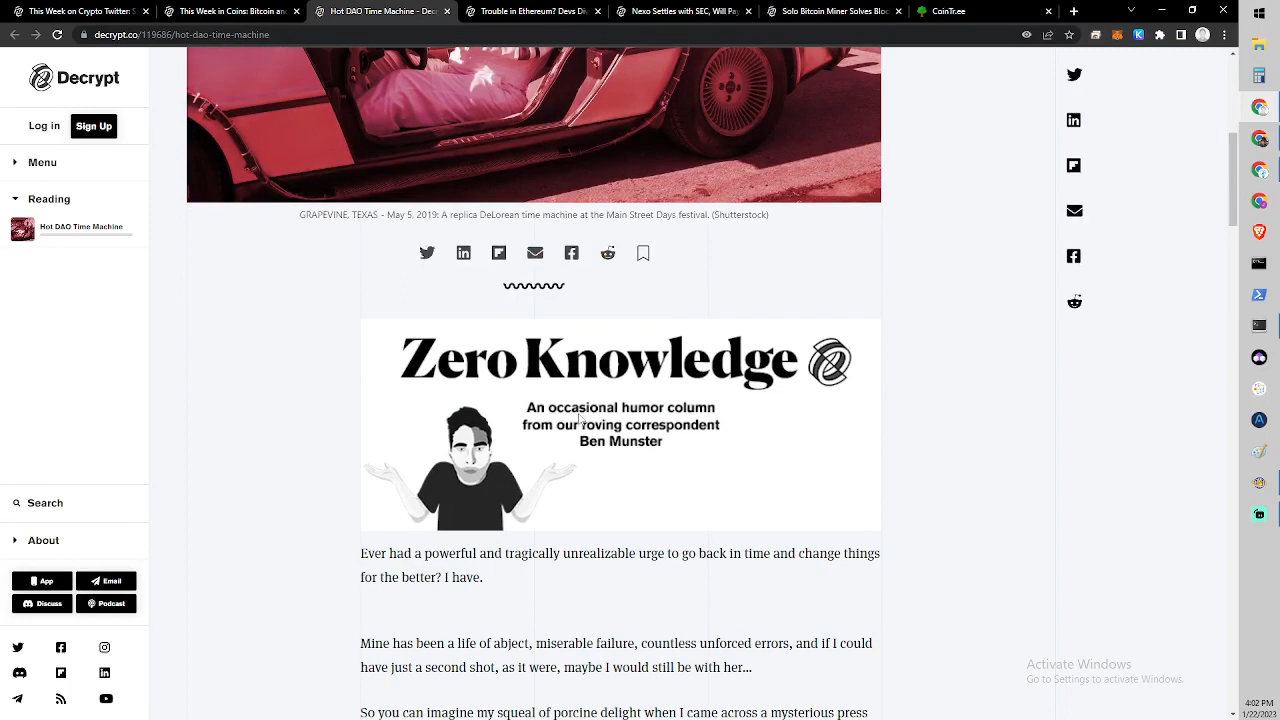 This Week on Crypto Twitter: S
This Week in Coins: Bitcoin an
Hot DAO Time Machine - Decr
Trouble in Ethereum? Devs Div
Nexo Settles with SEC, Will Pay
Solo Bitcoin Miner Solves Bloc
CoinTree
decrypt.co/119686/hot-dao-time-machine
Decrypt
Log in
Sign Up
Menu
Reading
Hot DAO Time Machine
GRAPEVINE, TEXAS - May 5, 2019: A replica DeLorean time machine at the Main Street Days festival. (Shutterstock)
Zero Knowledge
An occasional humor column
from our roving correspondent
Ben Munster
Ever had a powerful and tragically unrealizable urge to go back in time and change things
for the better? I have.
Mine has been a life of abject, miserable failure, countless unforced errors, and if I could
have just a second shot, as it were, maybe I would still be with her...
So you can imagine my squeal of porcine delight when I came across a mysterious press
Search
About
App
Email
Discuss
Podcast
Activate Windows
Go to Settings to activate Windows.
4:02 PM
1/22/2023